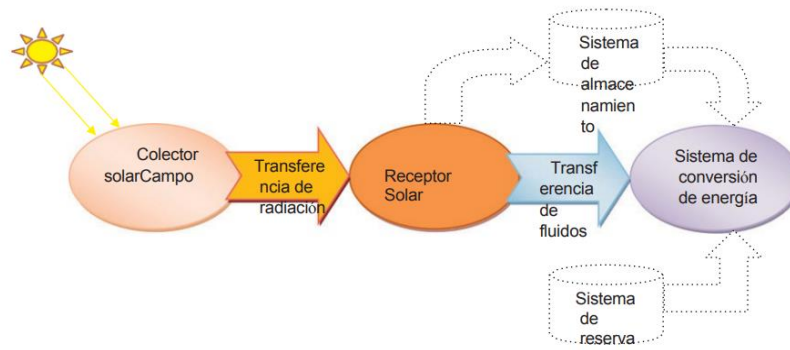 Colector
solarCampo
Transfere
ncia de
radiación
Receptor
Solar
Transf
erencia
de
fluidos
Sistema
de
almace
namien
to
Sistema de
conversión
de energía
Sistema
de
reserva